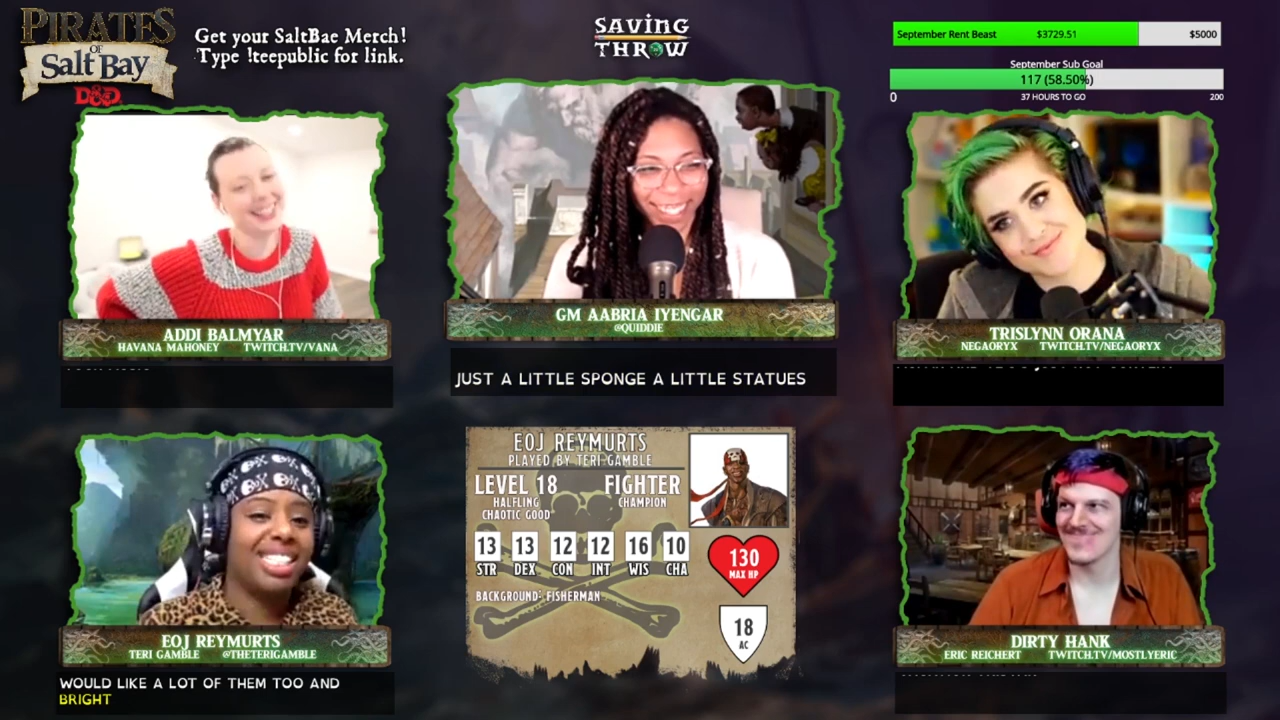 PIRATES
OF
Salt Bay
D&D
Get your SaltBae Merch!
Type !teepublic for link.
SAVING
THROW
September Rent Beast $3729.51 $5000
September Sub Goal
117 (58.50%)
0 37 HOURS TO GO 200
ADDI BALMYAR
HAVANA MAHONEY TWITCH.TV/VANA
GM AABRIA IYENGAR
@QUIDDIE
JUST A LITTLE SPONGE A LITTLE STATUES
TRISLYNN ORANA
NEGAORYX TWITCH.TV/NEGAORYX
EOJ REYMURTS
PLAYED BY TERI GAMBLE
LEVEL 18 FIGHTER
HALFLING CHAMPION
CHAOTIC GOOD
13 13 12 12 16 10
STR DEX CON INT WIS CHA
130
MAX HP
BACKGROUND: FISHERMAN
18
AC
EOJ REYMURTS
TERI GAMBLE @THETERIGAMBLE
WOULD LIKE A LOT OF THEM TOO AND
BRIGHT
DIRTY HANK
ERIC REICHERT TWITCH.TV/MOSTLYERIC